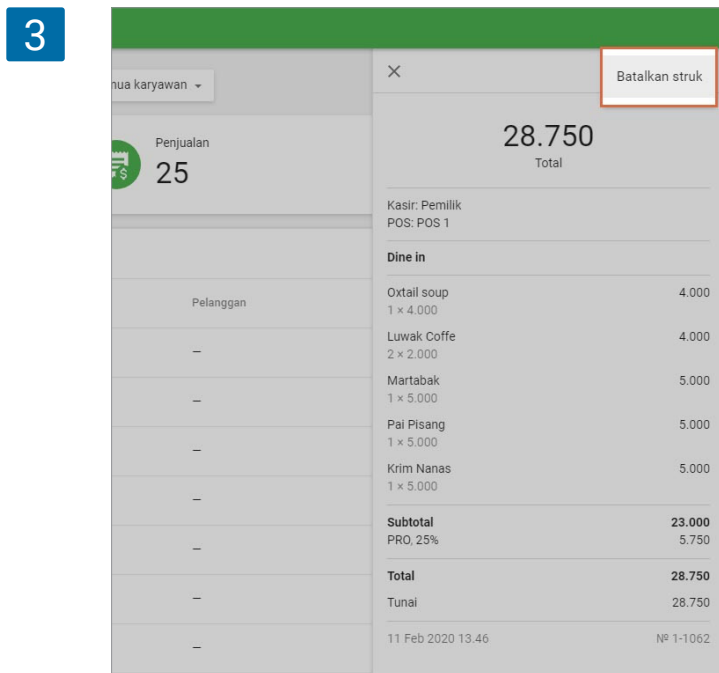 3
mua karyawan
Batalkan struk
Penjualan
25
28.750
Total
Kasir: Pemilik
POS: POS 1
Dine in
Pelanggan
Oxtail soup 4.000
1 × 4.000
Luwak Coffe 4.000
2 × 2.000
–
Martabak 5.000
1 × 5.000
–
Pai Pisang 5.000
1 × 5.000
–
Krim Nanas 5.000
1 × 5.000
–
Subtotal 23.000
PRO, 25% 5.750
–
Total 28.750
Tunai 28.750
–
11 Feb 2020 13.46 № 1-1062
–